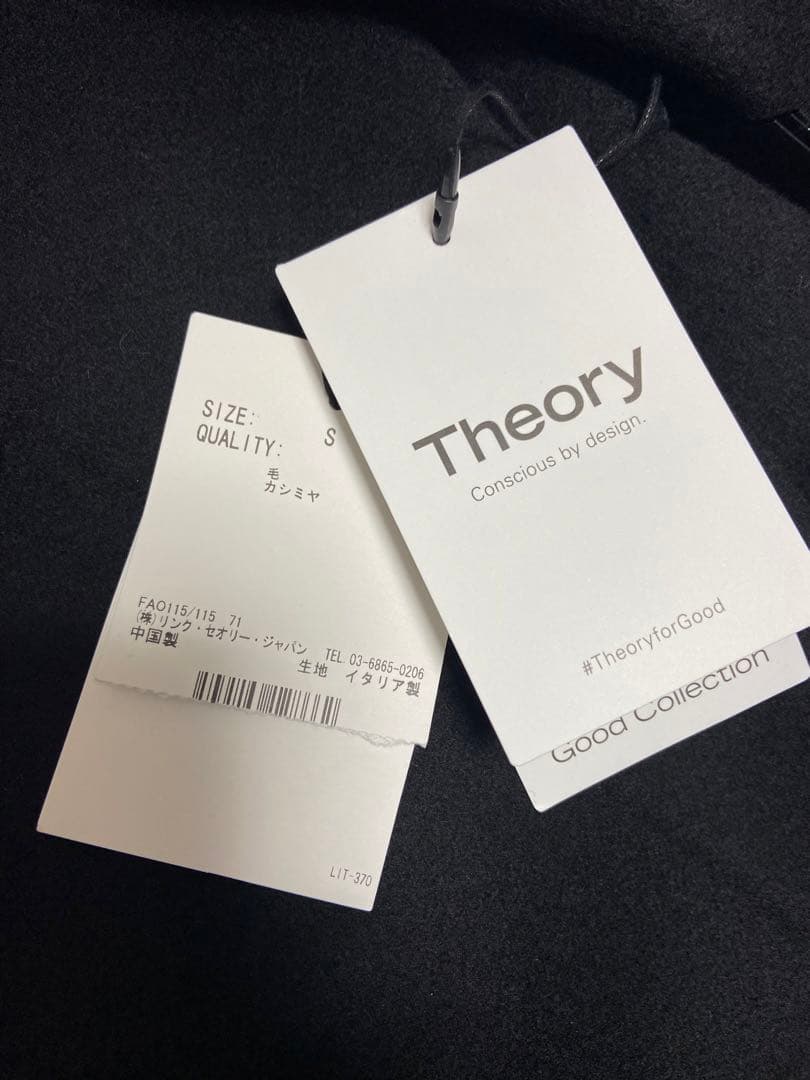 SIZE: S
QUALITY:
毛
カシミヤ
FA0115/115 71
(株)リンク・セオリー・ジャパン TEL.03-6865-0206
中国製 生地 イタリア製
LIT-370
Theory
Conscious by design.
#TheoryforGood
Good Collection